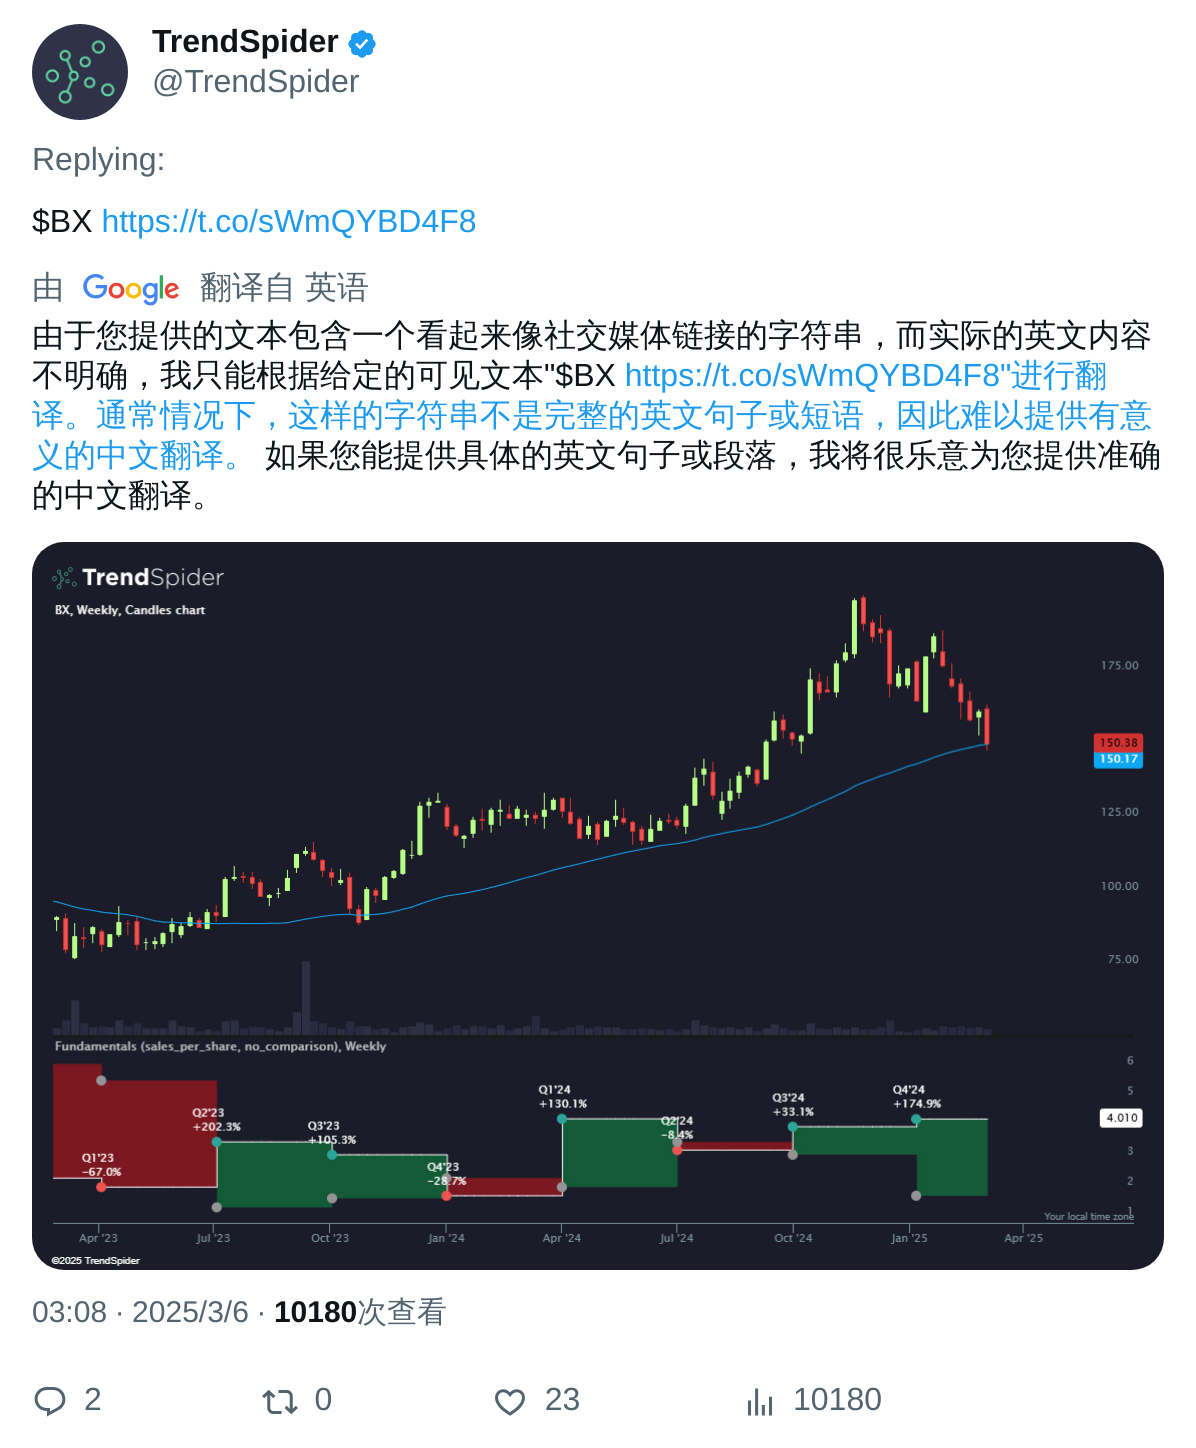 TrendSpider
@TrendSpider
Replying:
$BX https://t.co/sWmQYBD4F8
由 Google 翻译自 英语
由于您提供的文本包含一个看起来像社交媒体链接的字符串，而实际的英文内容
不明确，我只能根据给定的可见文本"$BX https://t.co/sWmQYBD4F8"进行翻
译。通常情况下，这样的字符串不是完整的英文句子或短语，因此难以提供有意
义的中文翻译。 如果您能提供具体的英文句子或段落，我将很乐意为您提供准确
的中文翻译。
TrendSpider
BX, Weekly, Candles chart
175.00
150.38
150.17
125.00
100.00
75.00
Fundamentals (sales_per_share, no_comparison), Weekly
6
5
4.010
3
2
1
Q1'23
-67.0%
Q2'23
+202.3%
Q3'23
+105.3%
Q4'23
-28.7%
Q1'24
+130.1%
Q2'24
-8.4%
Q3'24
+33.1%
Q4'24
+174.9%
Your local time zone
Apr '23 Jul '23 Oct '23 Jan '24 Apr '24 Jul '24 Oct '24 Jan '25 Apr '25
©2025 TrendSpider
03:08 · 2025/3/6 · 10180次查看
2 0 23 10180